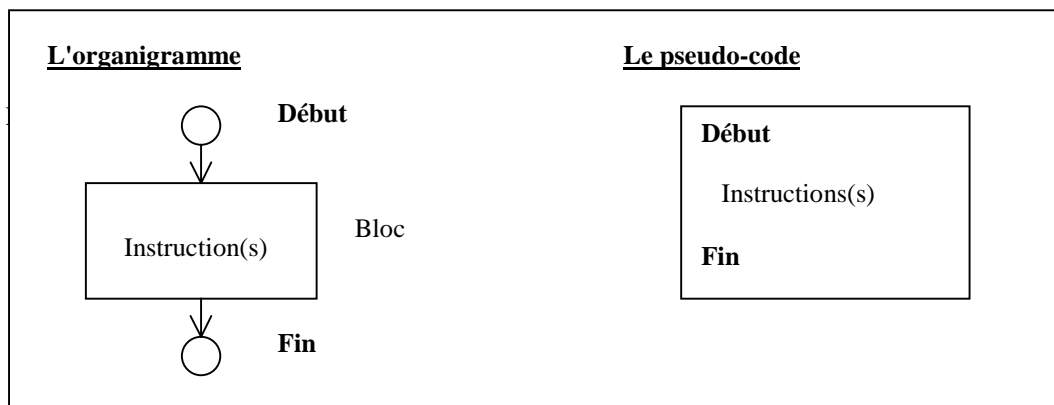 L'organigramme
Début
Instruction(s)
Bloc
Fin
Le pseudo-code
Début
Instructions(s)
Fin